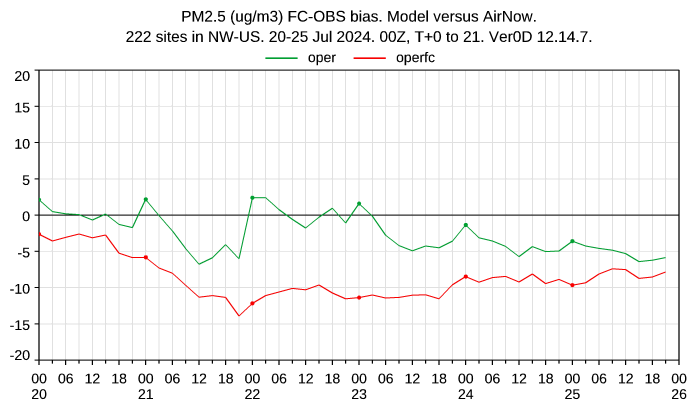 PM2.5 (ug/m3) FC-OBS bias. Model versus AirNow.
222 sites in NW-US. 20-25 Jul 2024. 00Z, T+0 to 21. Ver0D 12.14.7.
oper operfc
20
15
10
5
0
-5
-10
-15
-20
00 06 12 18 00 06 12 18 00 06 12 18 00 06 12 18 00 06 12 18 00 06 12 18 00
20 21 22 23 24 25 26